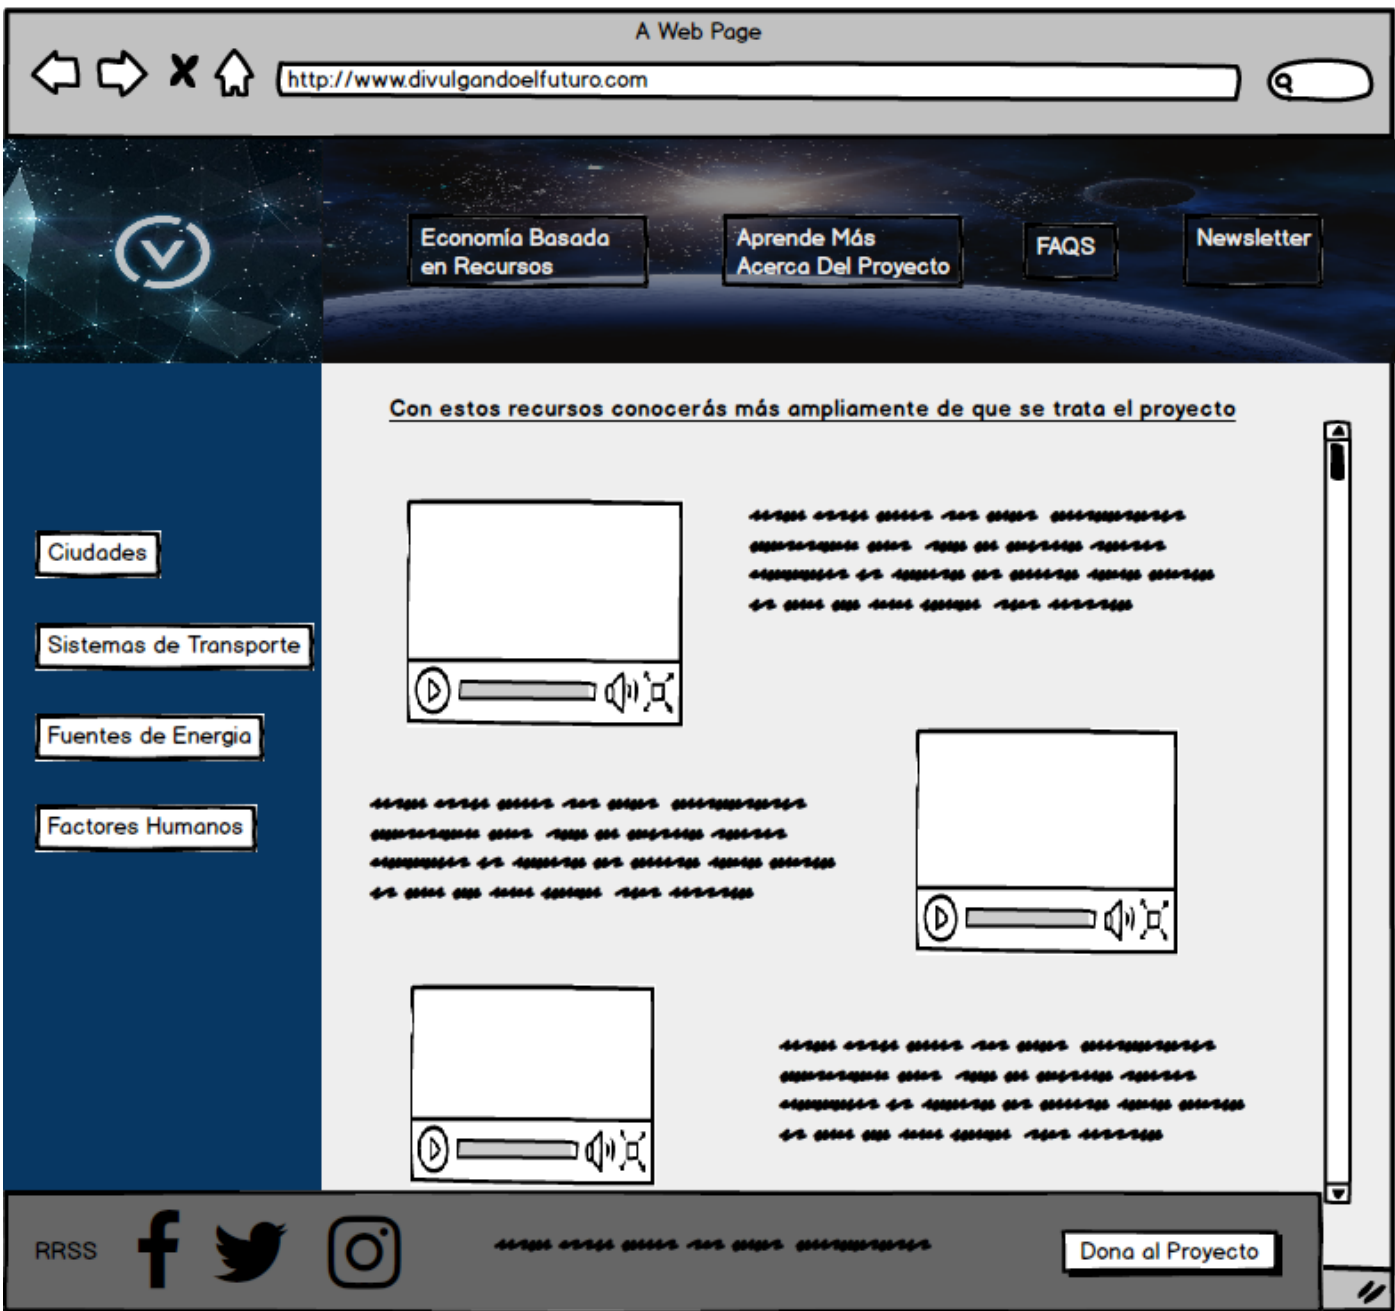 A Web Page
http://www.divulgandoelfuturo.com
Economía Basada
en Recursos
Aprende Más
Acerca Del Proyecto
FAQS
Newsletter
Con estos recursos conocerás más ampliamente de que se trata el proyecto
Ciudades
Sistemas de Transporte
Fuentes de Energia
Factores Humanos
RRSS
Dona al Proyecto